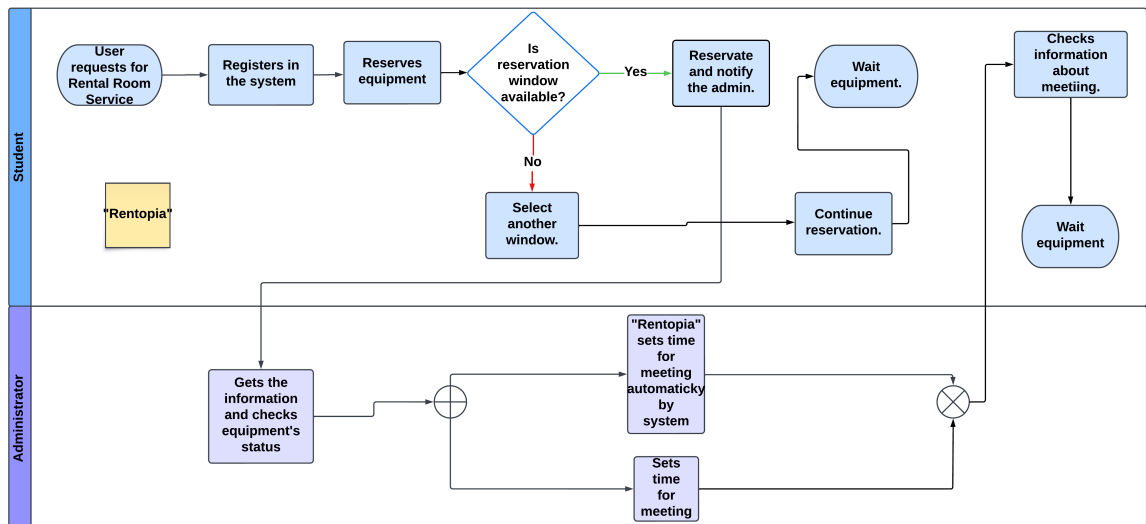 Student
User
requests for
Rental Room
Service
Registers in
the system
Reserves
equipment
Is
reservation
window
available?
Yes
Reservate
and notify
the admin.
Wait
equipment.
Checks
information
about
meetiing.
No
"Rentopia"
Select
another
window.
Continue
reservation.
Wait
equipment
Administrator
Gets the
information
and checks
equipment's
status
"Rentopia"
sets time
for
meeting
automaticky
by
system
Sets
time
for
meeting